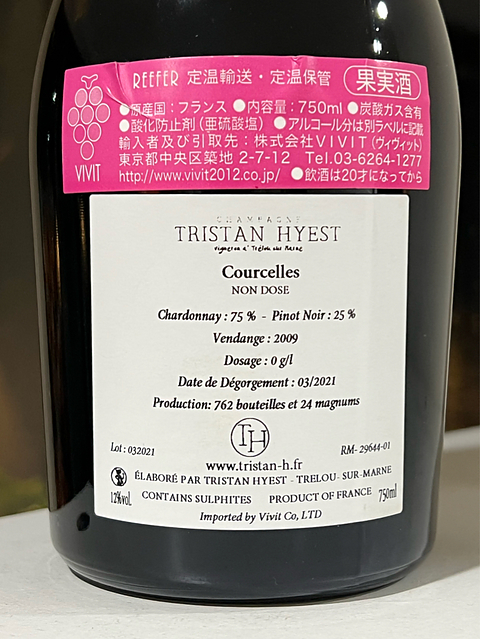 REEFER 定温輸送・定温保管 果実酒
●原産国：フランス ●内容量：750ml ●炭酸ガス含有
●酸化防止剤（亜硫酸塩） ●アルコール分は別ラベルに記載
輸入者及び引取先：株式会社VIVIT（ヴィヴィット）
東京都中央区築地 2-7-12 Tel.03-6264-1277
VIVIT http://www.vivit2012.co.jp/ ●飲酒は20才になってから
CHAMPAGNE
TRISTAN HYEST
vigneron à Trélou sur Marne
Courcelles
NON DOSE
Chardonnay : 75 % - Pinot Noir : 25 %
Vendange : 2009
Dosage : 0 g/l
Date de Dégorgement : 03/2021
Production: 762 bouteilles et 24 magnums
TH
Lot : 032021 RM- 29644-01
www.tristan-h.fr
ÉLABORÉ PAR TRISTAN HYEST - TRELOU- SUR-MARNE
12%vol. CONTAINS SULPHITES PRODUCT OF FRANCE 750ml
Imported by Vivit Co, LTD